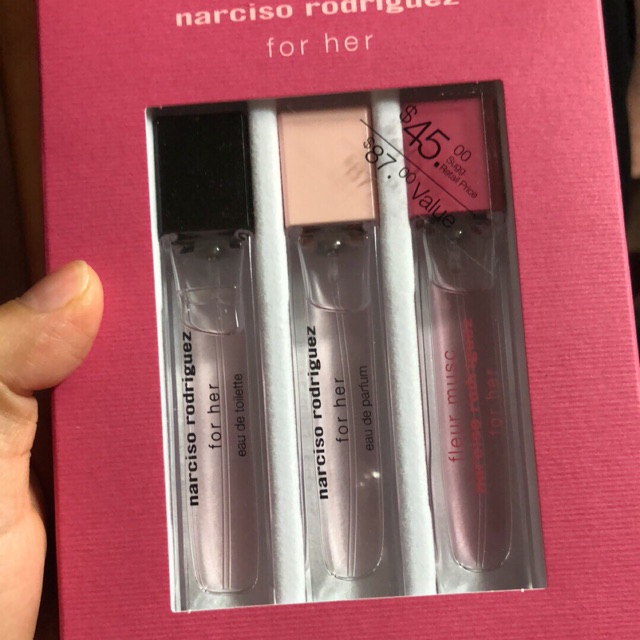 narciso rodriguez
for her
$45.00
Sugg
Retail Price
$87.00 Value
narciso rodriguez
for her
eau de toilette
narciso rodriguez
for her
eau de parfum
fleur musc
narciso rodriguez
for her